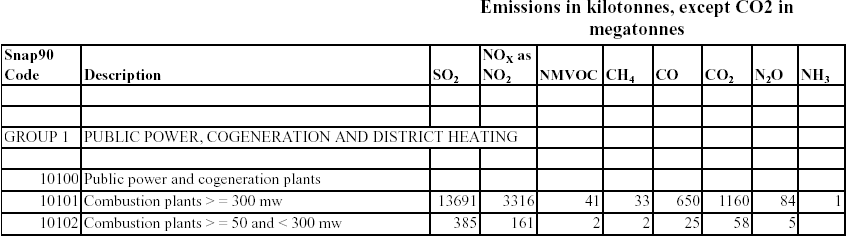 Emissions in kilotonnes, except CO2 in
megatonnes
Snap90 NOX as
Code Description SO2 NO2 NMVOC CH4 CO CO2 N2O NH3
GROUP 1 PUBLIC POWER, COGENERATION AND DISTRICT HEATING
10100 Public power and cogeneration plants
10101 Combustion plants > = 300 mw 13691 3316 41 33 650 1160 84 1
10102 Combustion plants > = 50 and < 300 mw 385 161 2 2 25 58 5